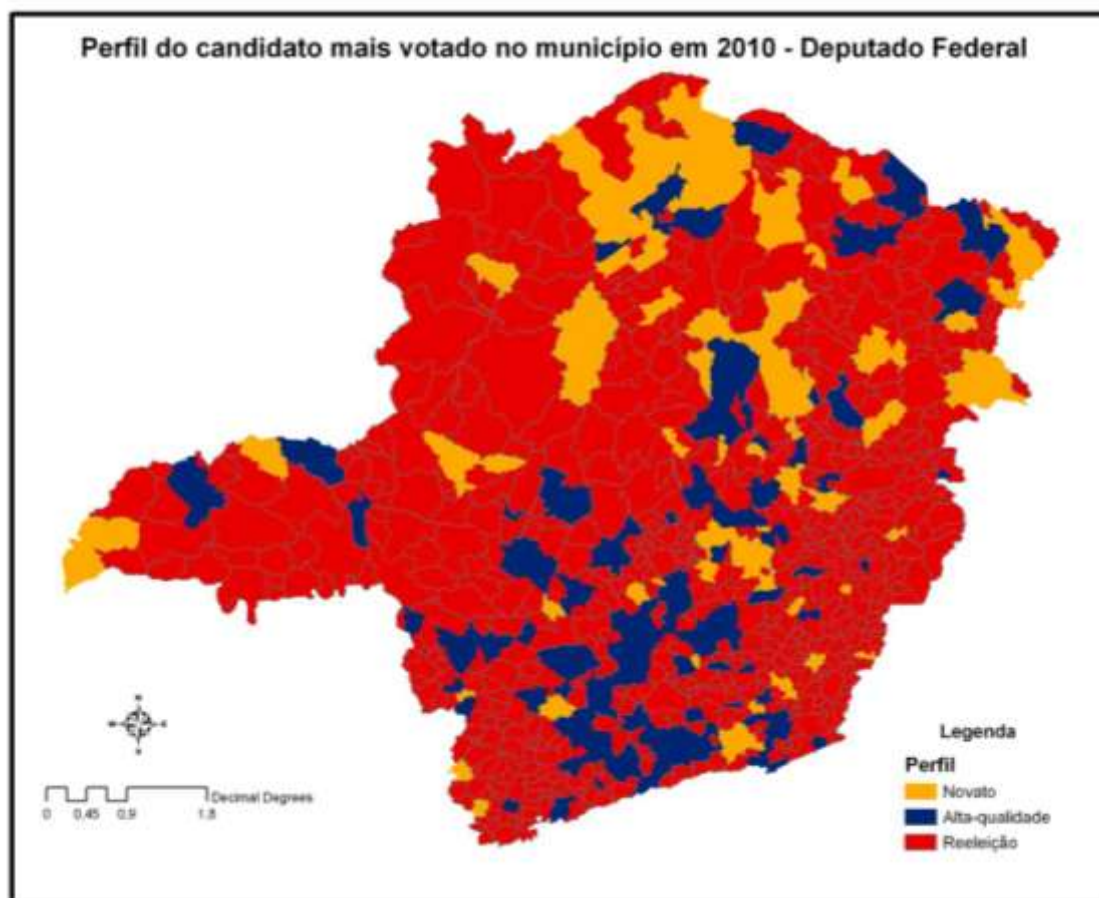 Perfil do candidato mais votado no município em 2010 - Deputado Federal
N
W E
S
Decimal Degrees
0 0,45 0,9 1,8
Legenda
Perfil
Novato
Alta-qualidade
Reeleição